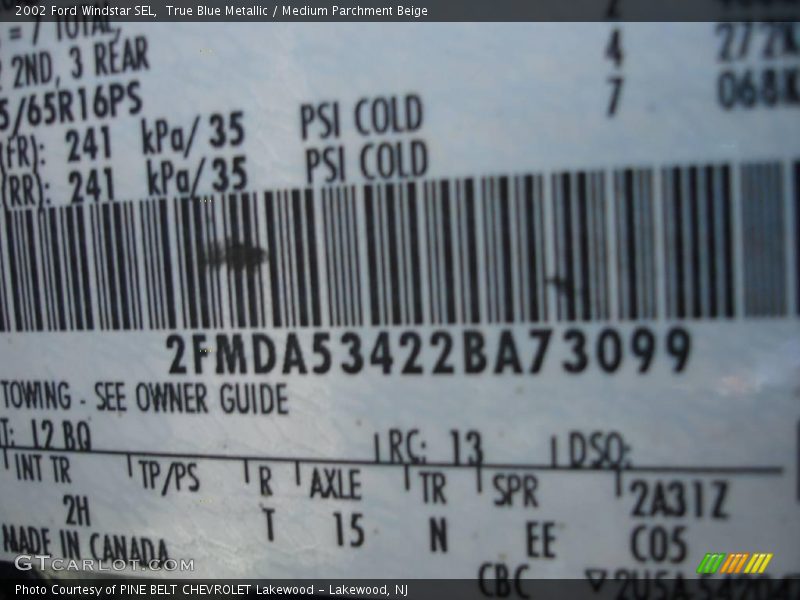 2002 Ford Windstar SEL, True Blue Metallic / Medium Parchment Beige
= 7 TOTAL,
2ND, 3 REAR
4 272K
5/65R16PS
7 068K
(FR): 241 kPa/ 35 PSI COLD
(RR): 241 kPa/ 35 PSI COLD
2FMDA53422BA73099
TOWING - SEE OWNER GUIDE
T: 12 BQ RC: 13 DSO:
INT TR TP/PS R AXLE TR SPR 2A31Z
2H T 15 N EE C05
MADE IN CANADA
CBC
GTCARLOT.COM
Photo Courtesy of PINE BELT CHEVROLET Lakewood – Lakewood, NJ